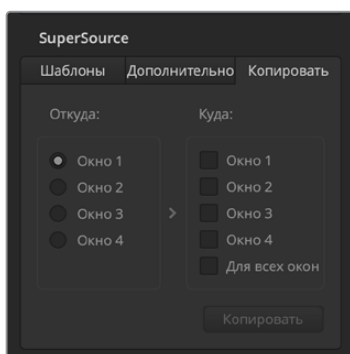 SuperSource
Шаблоны Дополнительно Копировать
Откуда: Куда:
Окно 1 Окно 1
Окно 2 Окно 2
Окно 3 Окно 3
Окно 4 Окно 4
Для всех окон
Копировать